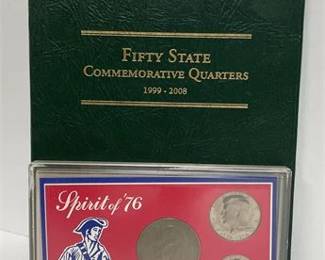 FIFTY STATE
COMMEMORATIVE QUARTERS
1999 - 2008
Spirit of '76